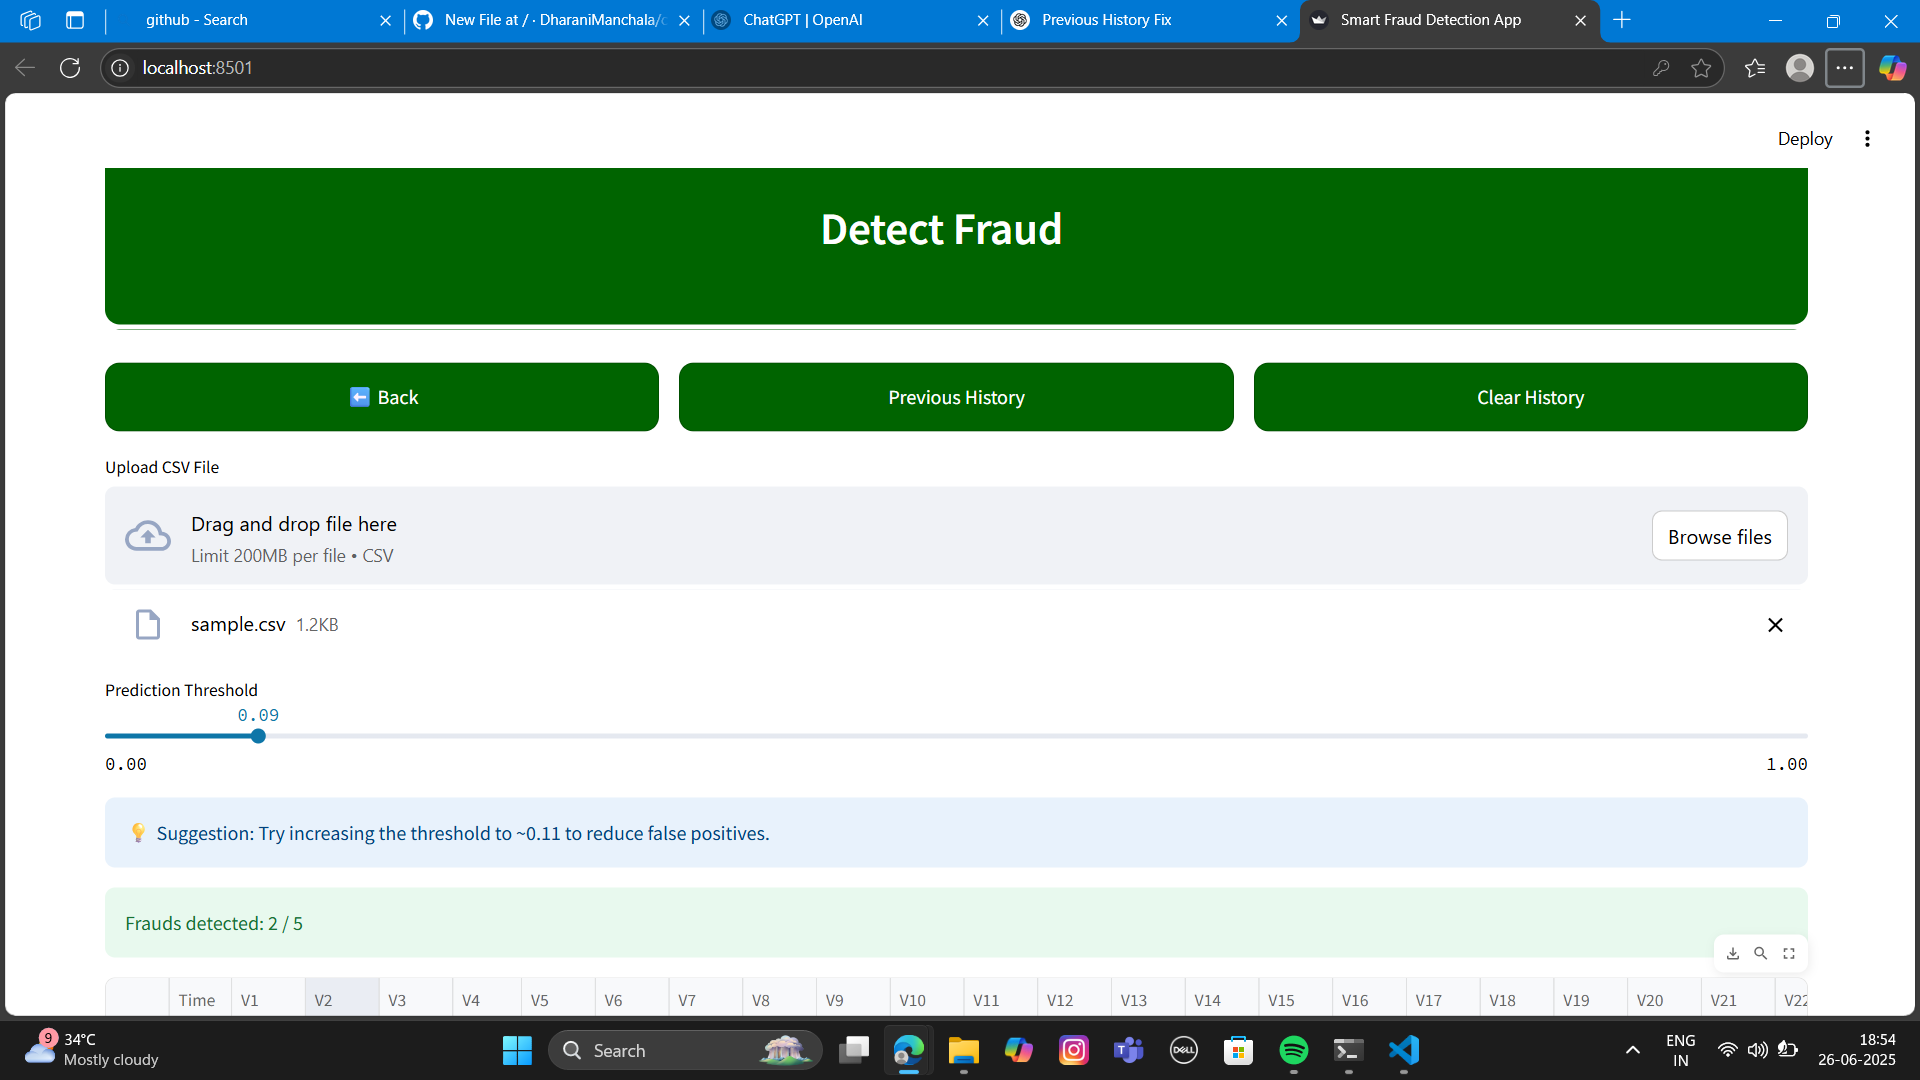 github - Search
New File at / · DharaniManchala/c
ChatGPT | OpenAI
Previous History Fix
Smart Fraud Detection App
localhost:8501
Deploy
Detect Fraud
Back
Previous History
Clear History
Upload CSV File
Drag and drop file here
Limit 200MB per file • CSV
Browse files
sample.csv 1.2KB
Prediction Threshold
0.09
0.00
1.00
Suggestion: Try increasing the threshold to ~0.11 to reduce false positives.
Frauds detected: 2 / 5
Time V1 V2 V3 V4 V5 V6 V7 V8 V9 V10 V11 V12 V13 V14 V15 V16 V17 V18 V19 V20 V21 V22
9
34°C
Mostly cloudy
Search
DELL
ENG
IN
18:54
26-06-2025